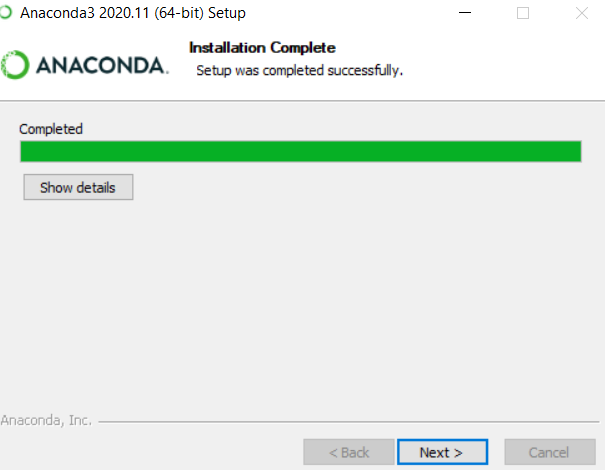 Anaconda3 2020.11 (64-bit) Setup
ANACONDA.
Installation Complete
Setup was completed successfully.
Completed
Show details
Anaconda, Inc.
< Back
Next >
Cancel